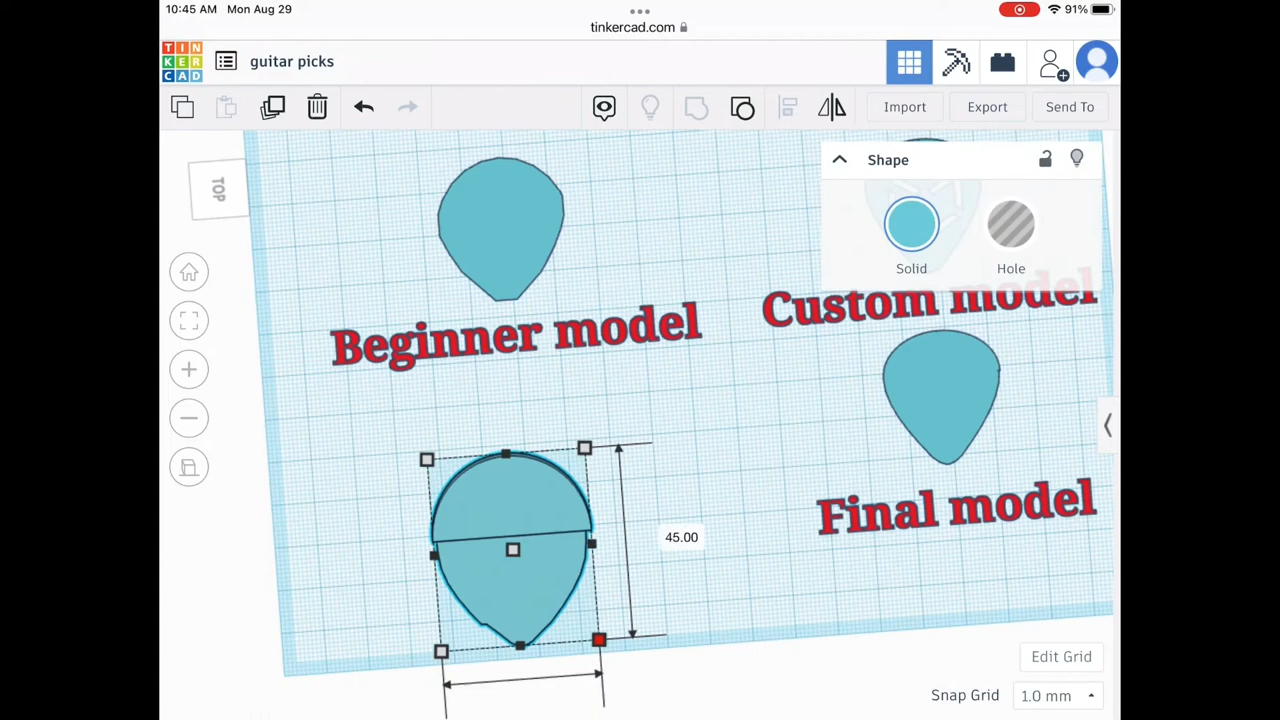 10:45 AM Mon Aug 29
91%
tinkercad.com
TIN
KER
CAD
guitar picks
Import
Export
Send To
TOP
Shape
Solid
Hole
Beginner model
Custom model
Final model
45.00
Edit Grid
Snap Grid
1.0 mm